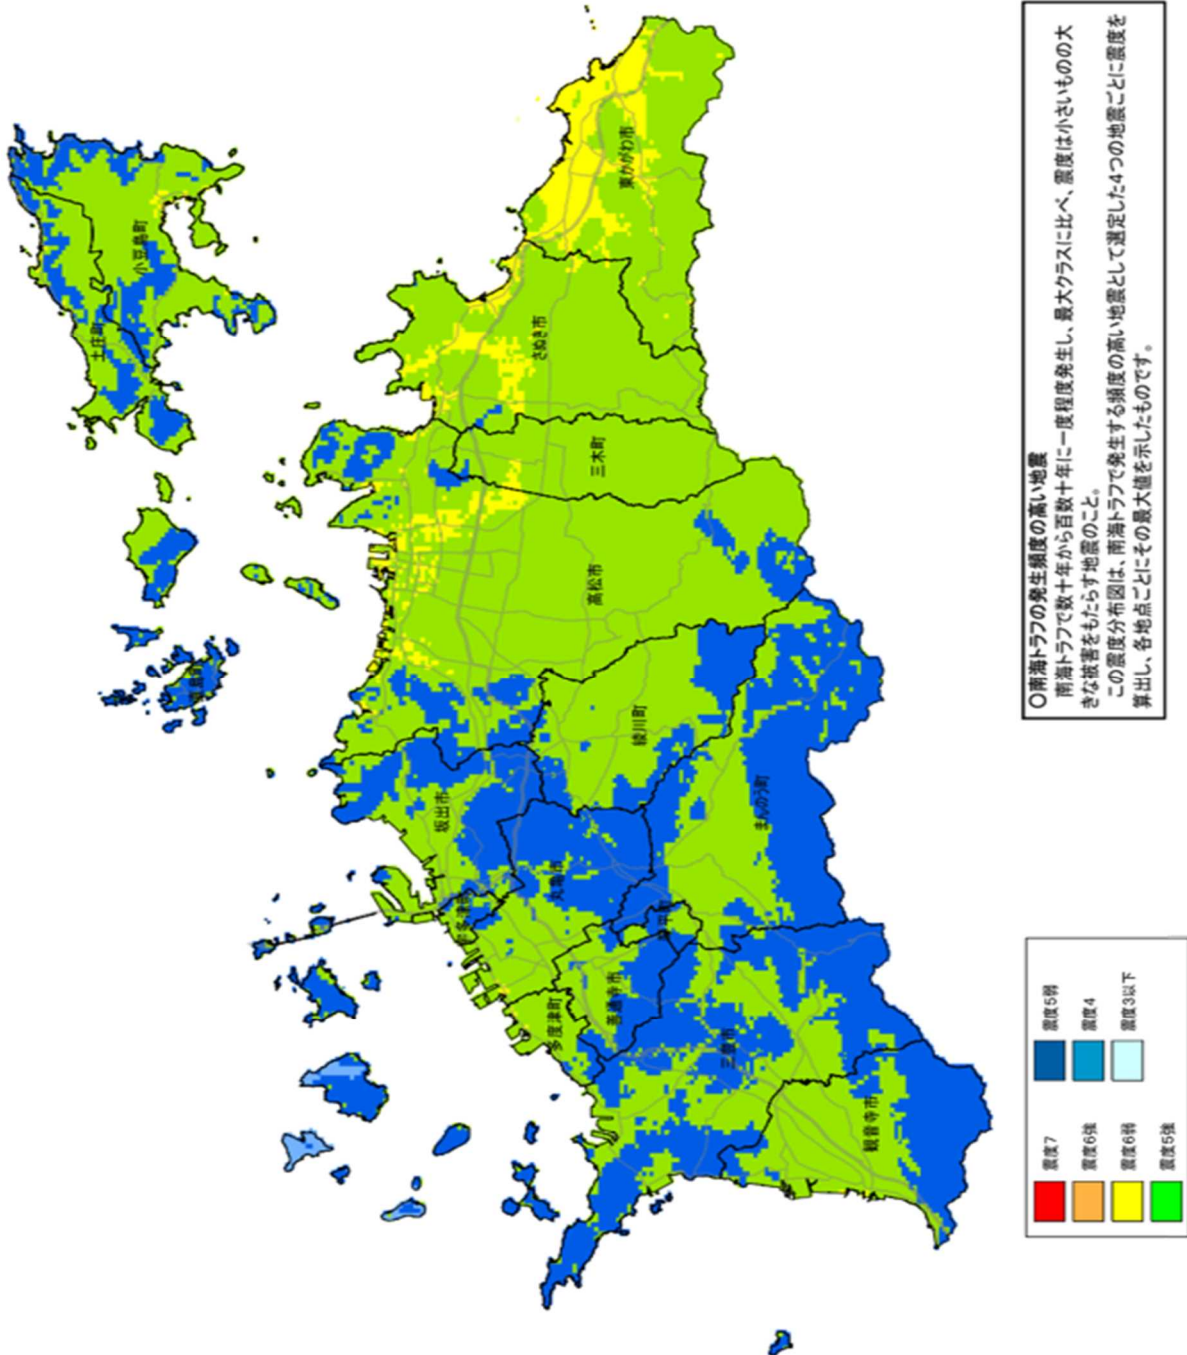 小豆島町
土庄町
直島町
東かがわ市
さぬき市
三木町
高松市
綾川町
坂出市
丸亀市
まんのう町
宇多津町
琴平町
善通寺市
多度津町
三豊市
観音寺市
震度7
震度6強
震度6弱
震度5強
震度5弱
震度4
震度3以下
○南海トラフの発生頻度の高い地震
南海トラフで数十年から百数十年に一度程度発生し、最大クラスに比べ、震度は小さいものの大
きな被害をもたらす地震のこと。
この震度分布図は、南海トラフで発生する頻度の高い地震として選定した4つの地震ごとに震度を
算出し、各地点ごとにその最大値を示したものです。